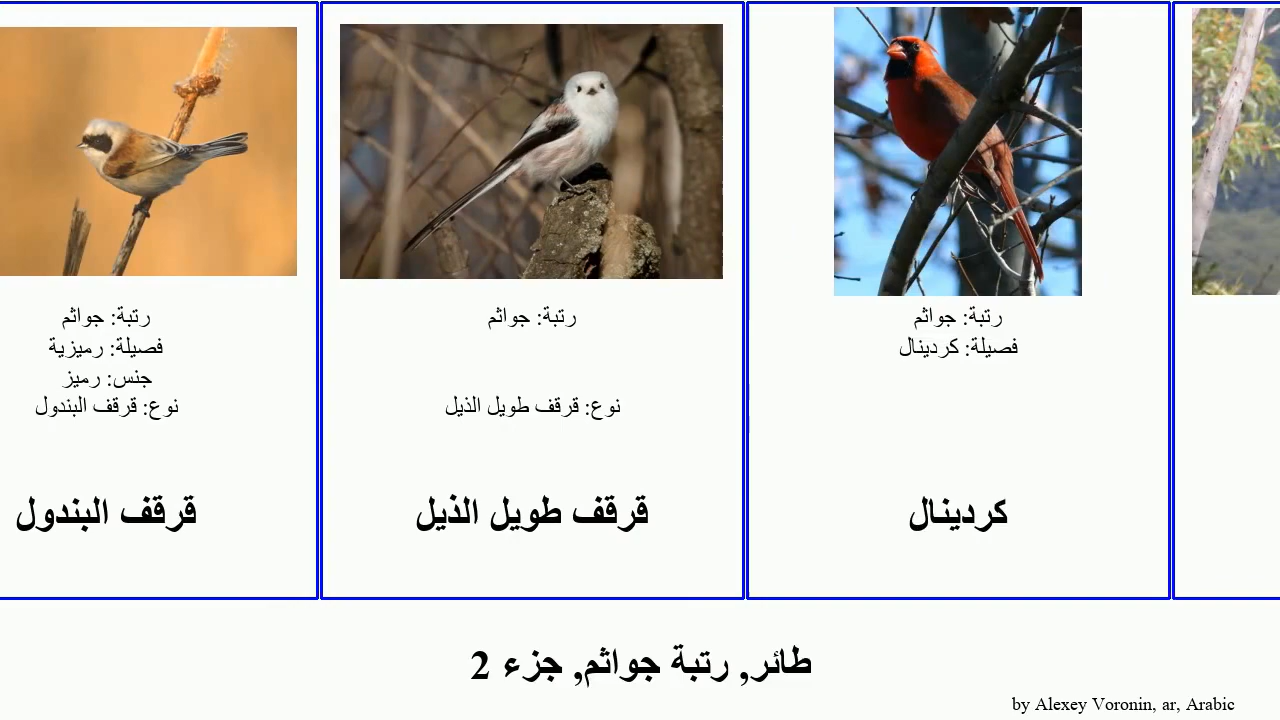 رتبة: جواثم
فصيلة: رميزية
جنس: رميز
نوع: قرقف البندول
قرقف البندول
رتبة: جواثم
نوع: قرقف طويل الذيل
قرقف طويل الذيل
رتبة: جواثم
فصيلة: كردينال
كردينال
طائر, رتبة جواثم, جزء 2
by Alexey Voronin, ar, Arabic